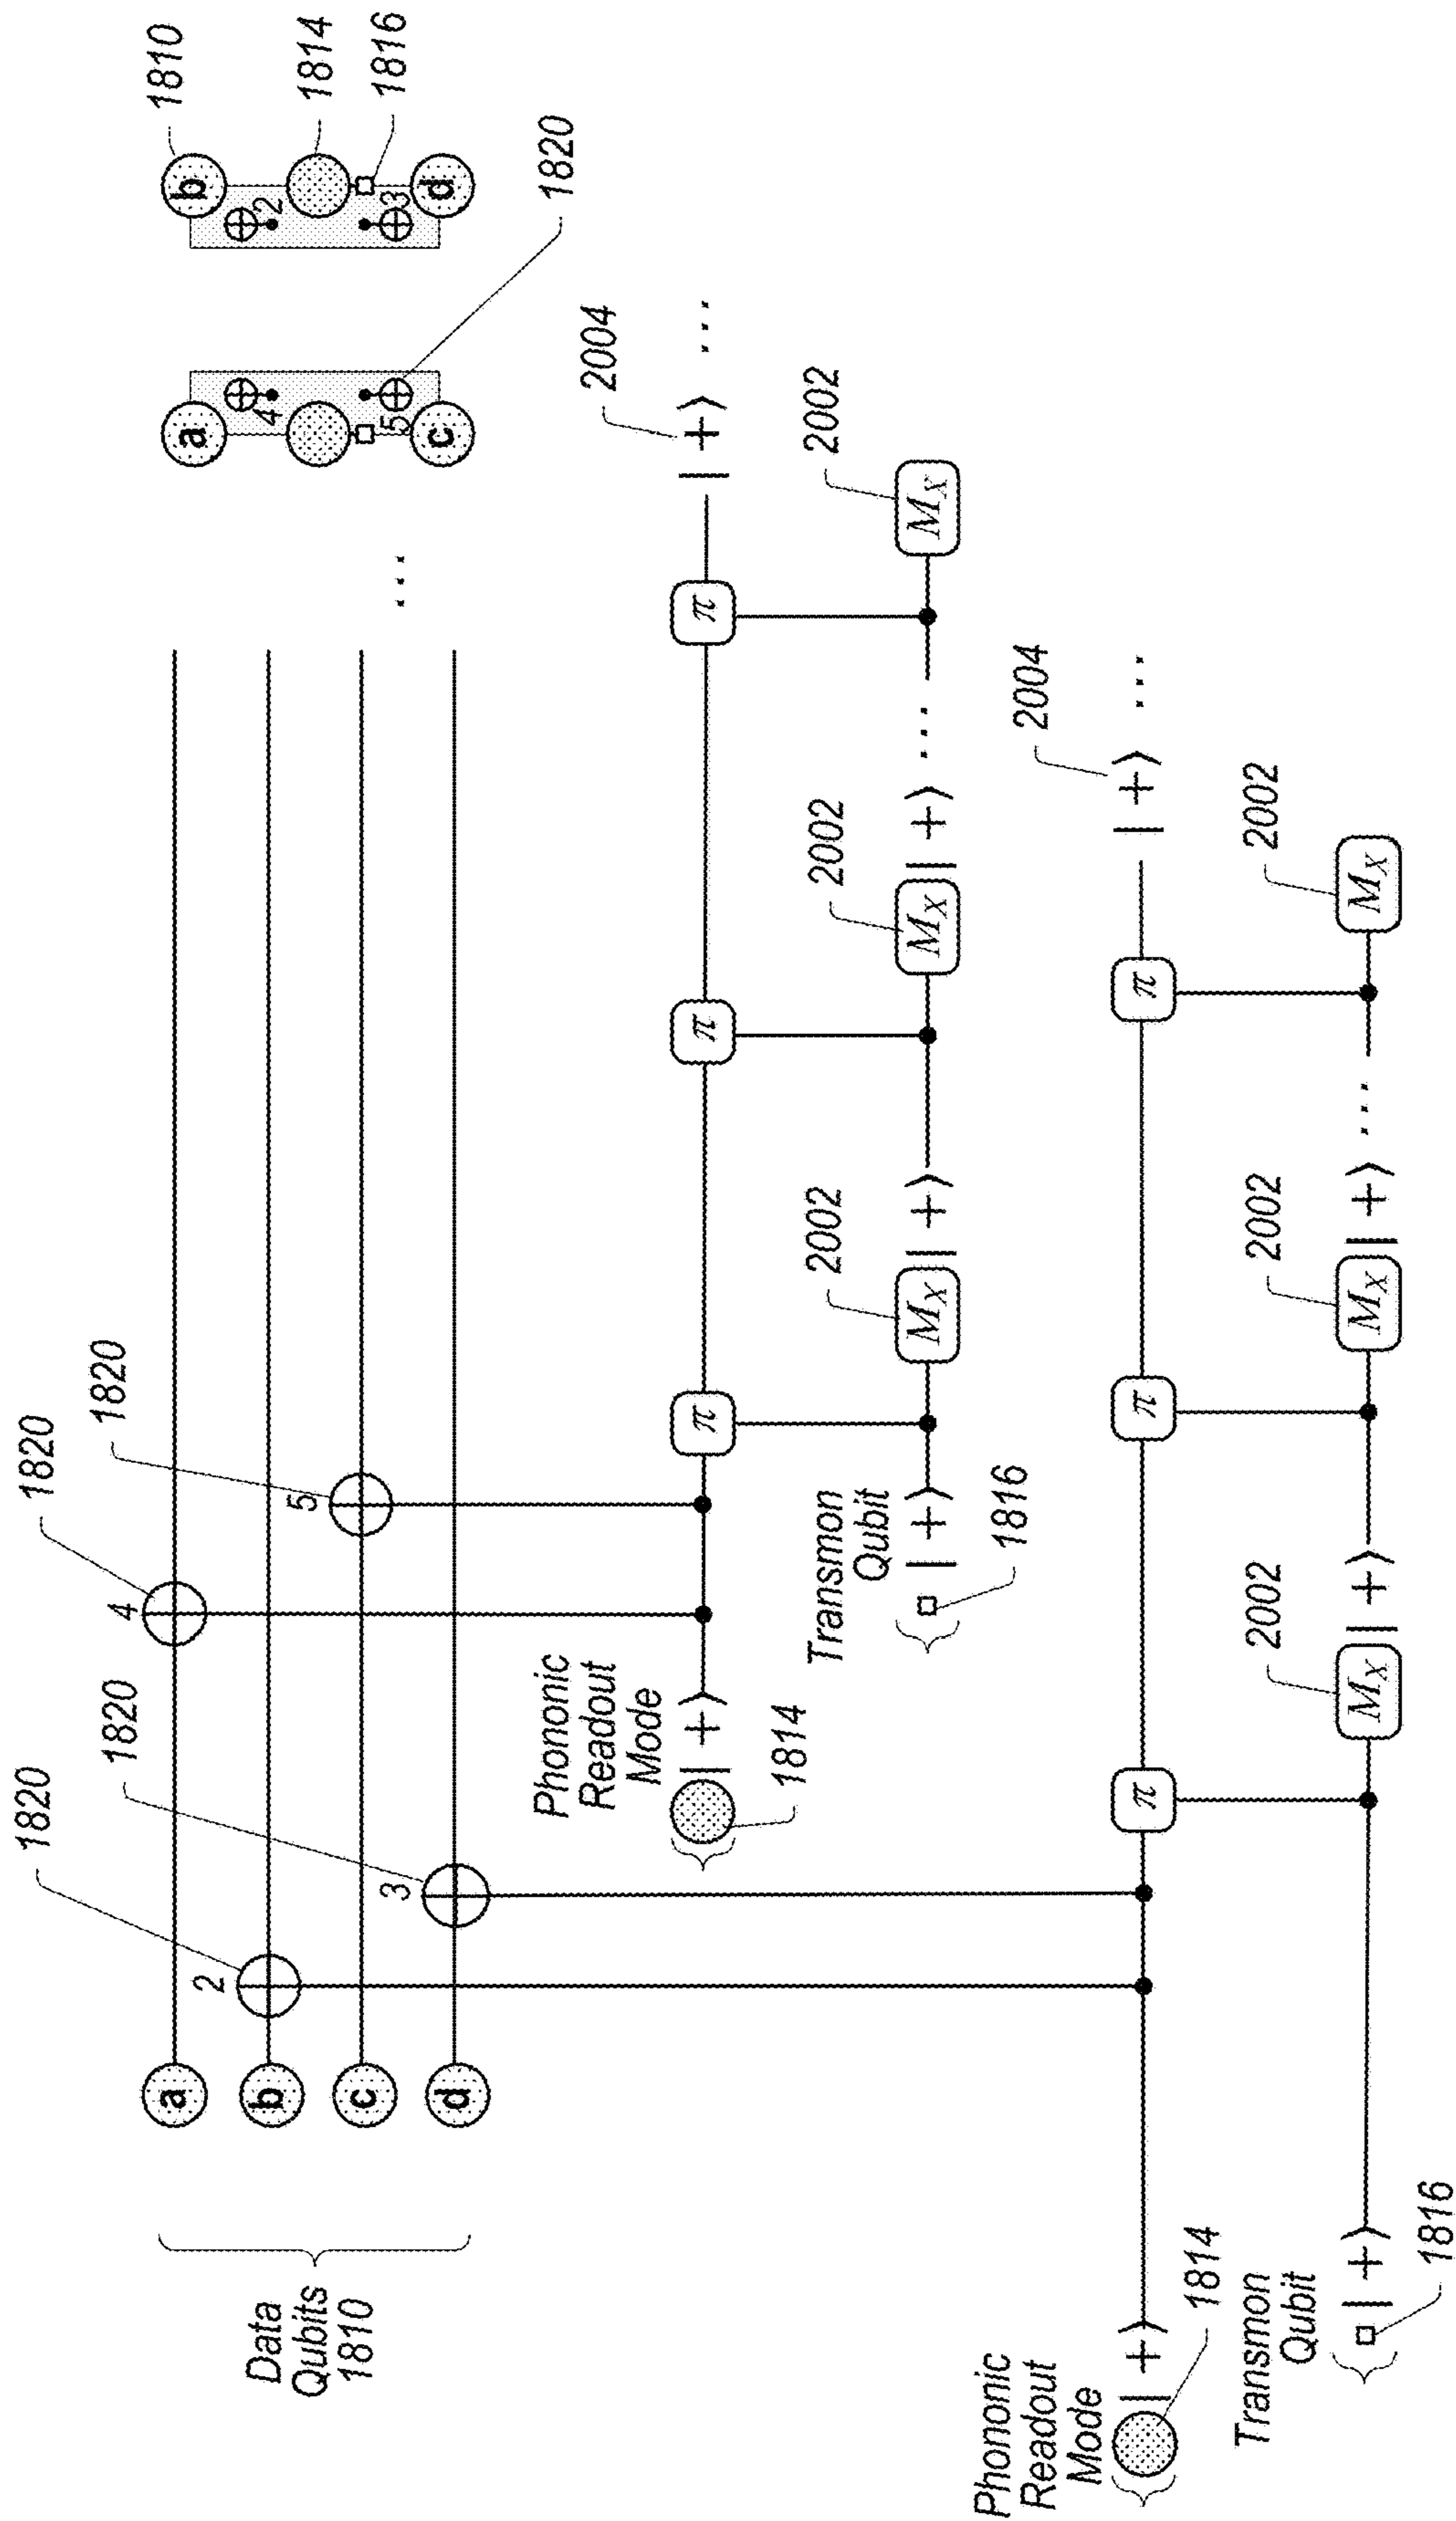 Data
Qubits
1810
a
b
c
d
1820
2
1820
3
1820
4
1820
5
...
a
4
5
c
b
2
3
d
1810
1814
1816
1820
Phononic
Readout
Mode
| + ⟩
1814
π
π
π
| + ⟩ ...
2004
Transmon
Qubit
| + ⟩
1816
2002
M_X | + ⟩
2002
M_X | + ⟩ ...
2002
M_X
Phononic
Readout
Mode
| + ⟩
1814
π
π
π
| + ⟩ ...
2004
Transmon
Qubit
| + ⟩
1816
2002
M_X | + ⟩
2002
M_X | + ⟩ ...
2002
M_X